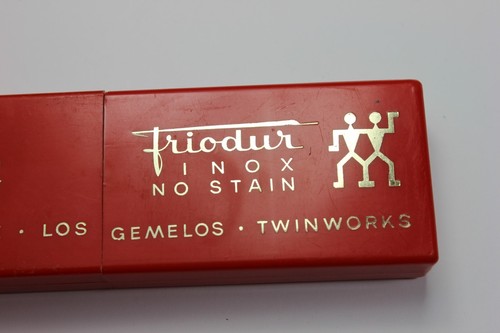 friodur
INOX
NO STAIN
· LOS GEMELOS · TWINWORKS